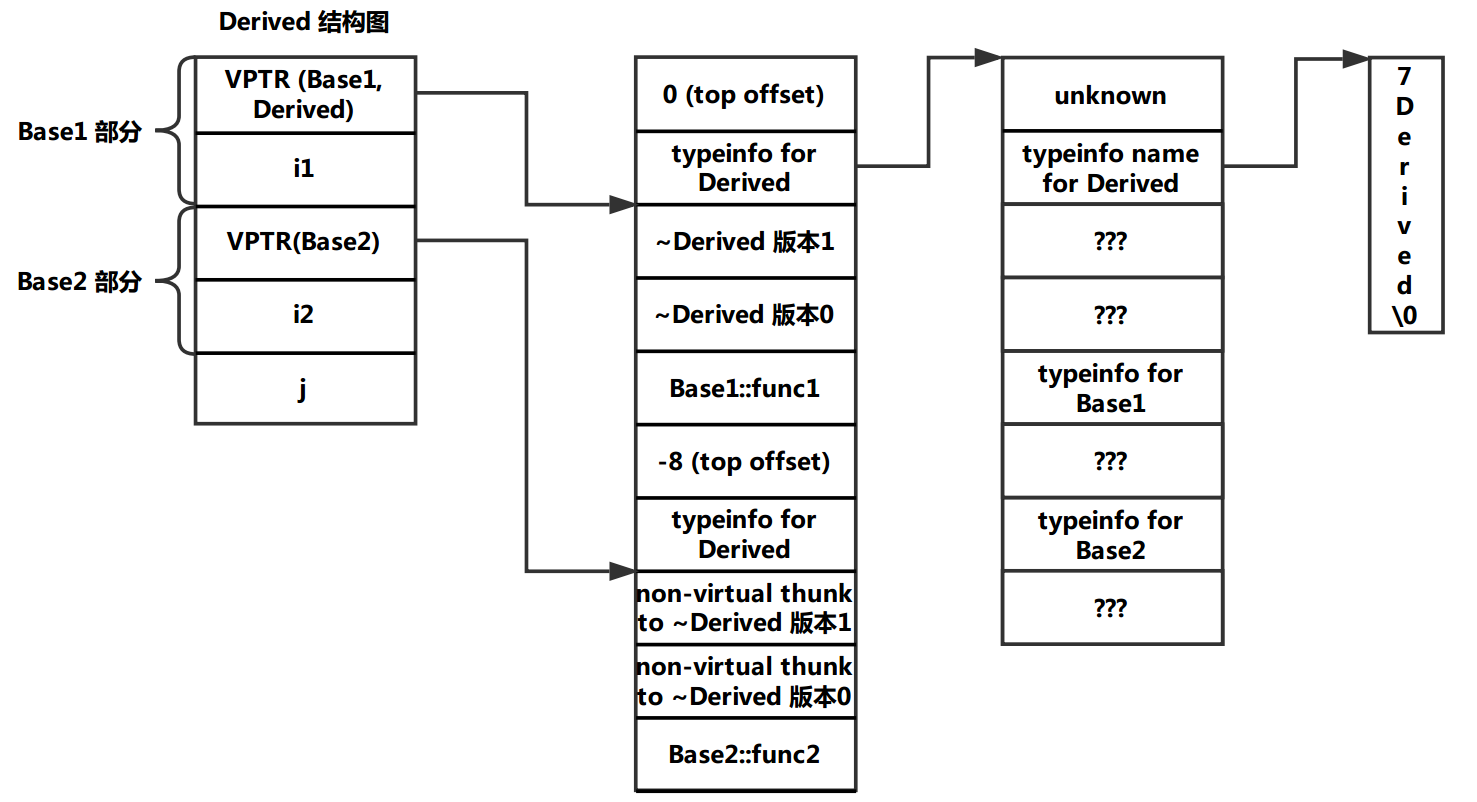 Derived 结构图
Base1 部分
VPTR (Base1,
Derived)
i1
Base2 部分
VPTR(Base2)
i2
j
0 (top offset)
typeinfo for
Derived
~Derived 版本1
~Derived 版本0
Base1::func1
-8 (top offset)
typeinfo for
Derived
non-virtual thunk
to ~Derived 版本1
non-virtual thunk
to ~Derived 版本0
Base2::func2
unknown
typeinfo name
for Derived
???
???
typeinfo for
Base1
???
typeinfo for
Base2
???
7
D
e
r
i
v
e
d
\0